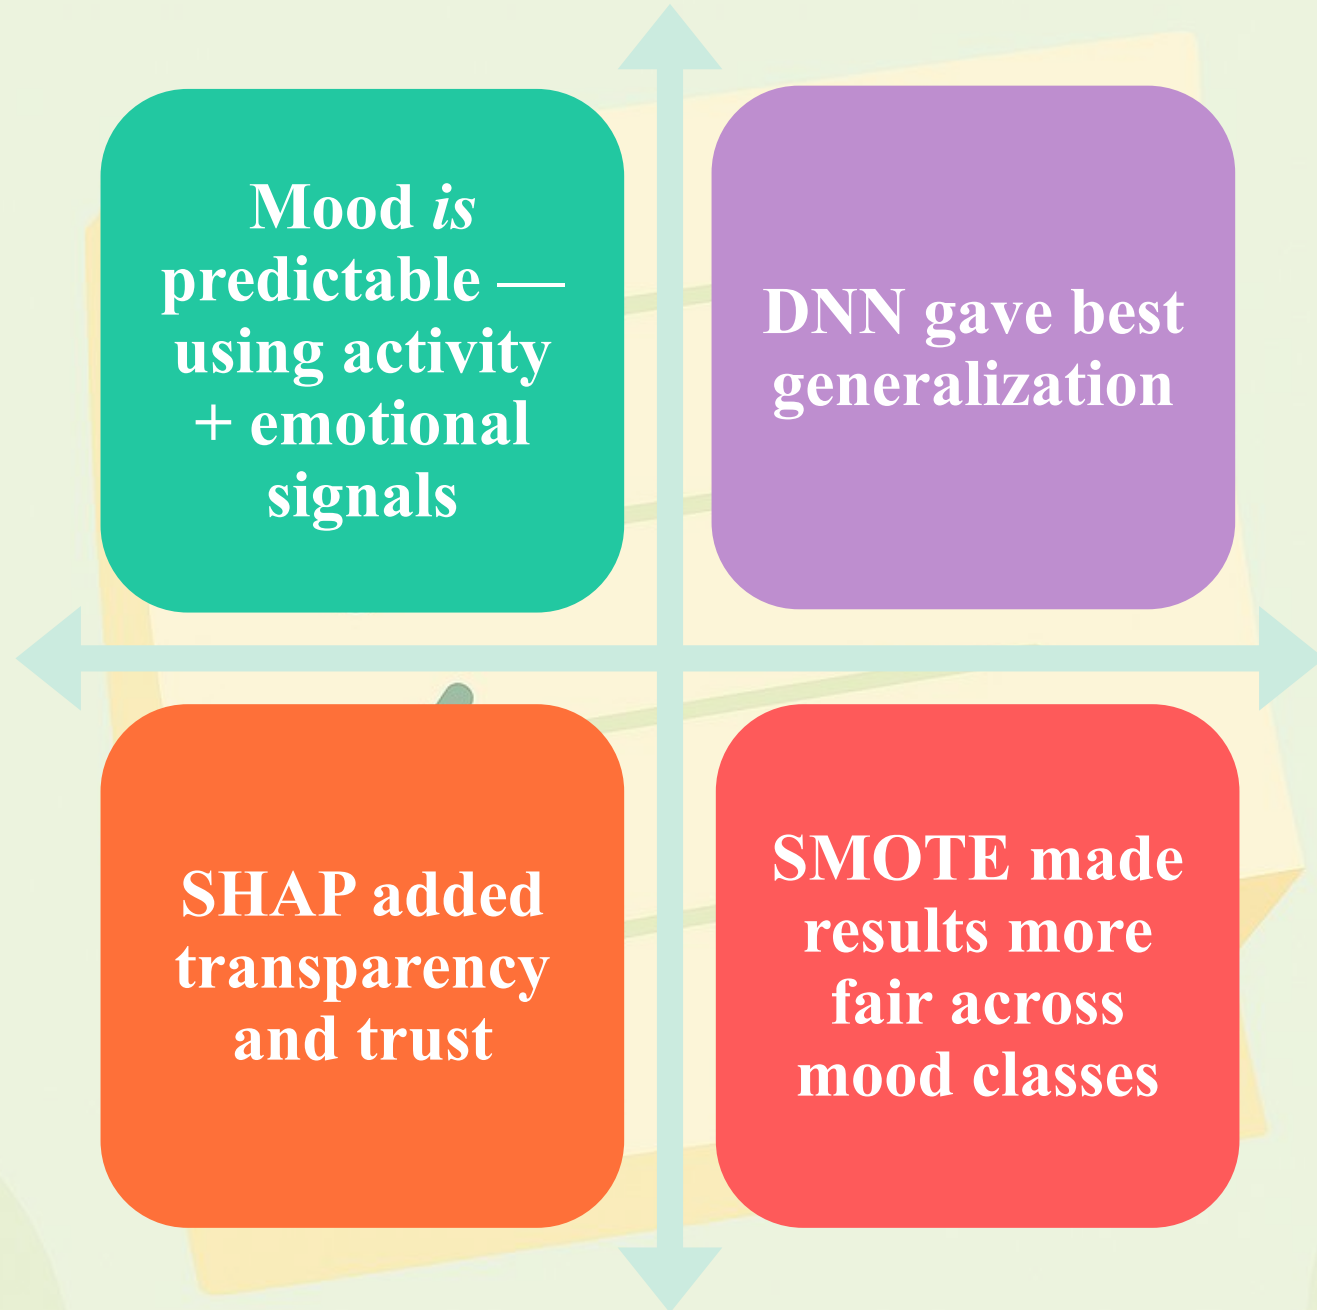 Mood is
predictable —
using activity
+ emotional
signals
DNN gave best
generalization
SHAP added
transparency
and trust
SMOTE made
results more
fair across
mood classes